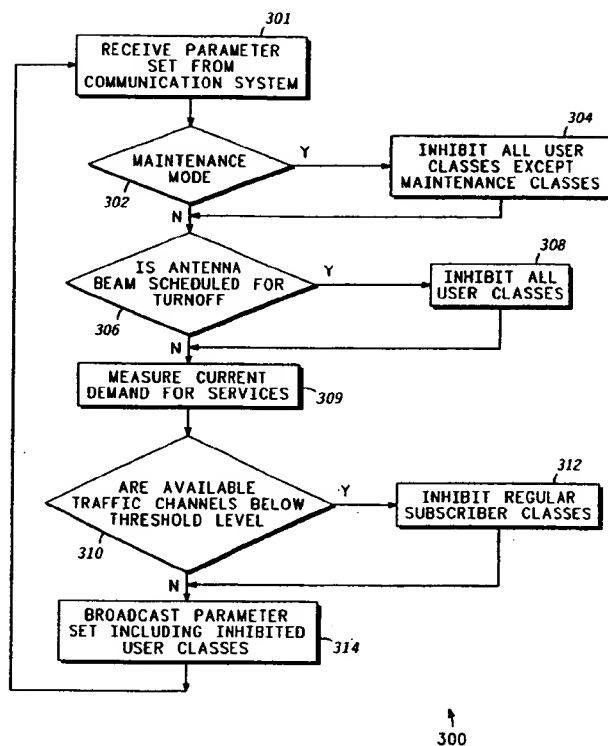 301
RECEIVE PARAMETER
SET FROM
COMMUNICATION SYSTEM
MAINTENANCE
MODE
302
Y
N
304
INHIBIT ALL USER
CLASSES EXCEPT
MAINTENANCE CLASSES
IS ANTENNA
BEAM SCHEDULED FOR
TURNOFF
306
Y
N
308
INHIBIT ALL
USER CLASSES
MEASURE CURRENT
DEMAND FOR SERVICES
309
ARE AVAILABLE
TRAFFIC CHANNELS BELOW
THRESHOLD LEVEL
310
Y
N
312
INHIBIT REGULAR
SUBSCRIBER CLASSES
BROADCAST PARAMETER
SET INCLUDING INHIBITED
USER CLASSES
314
300